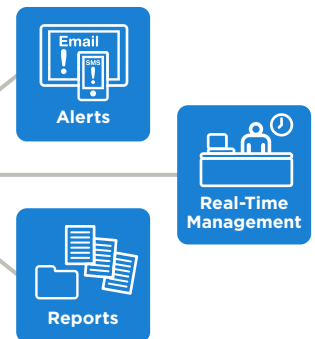 Email
SMS
Alerts
Real-Time
Management
Reports